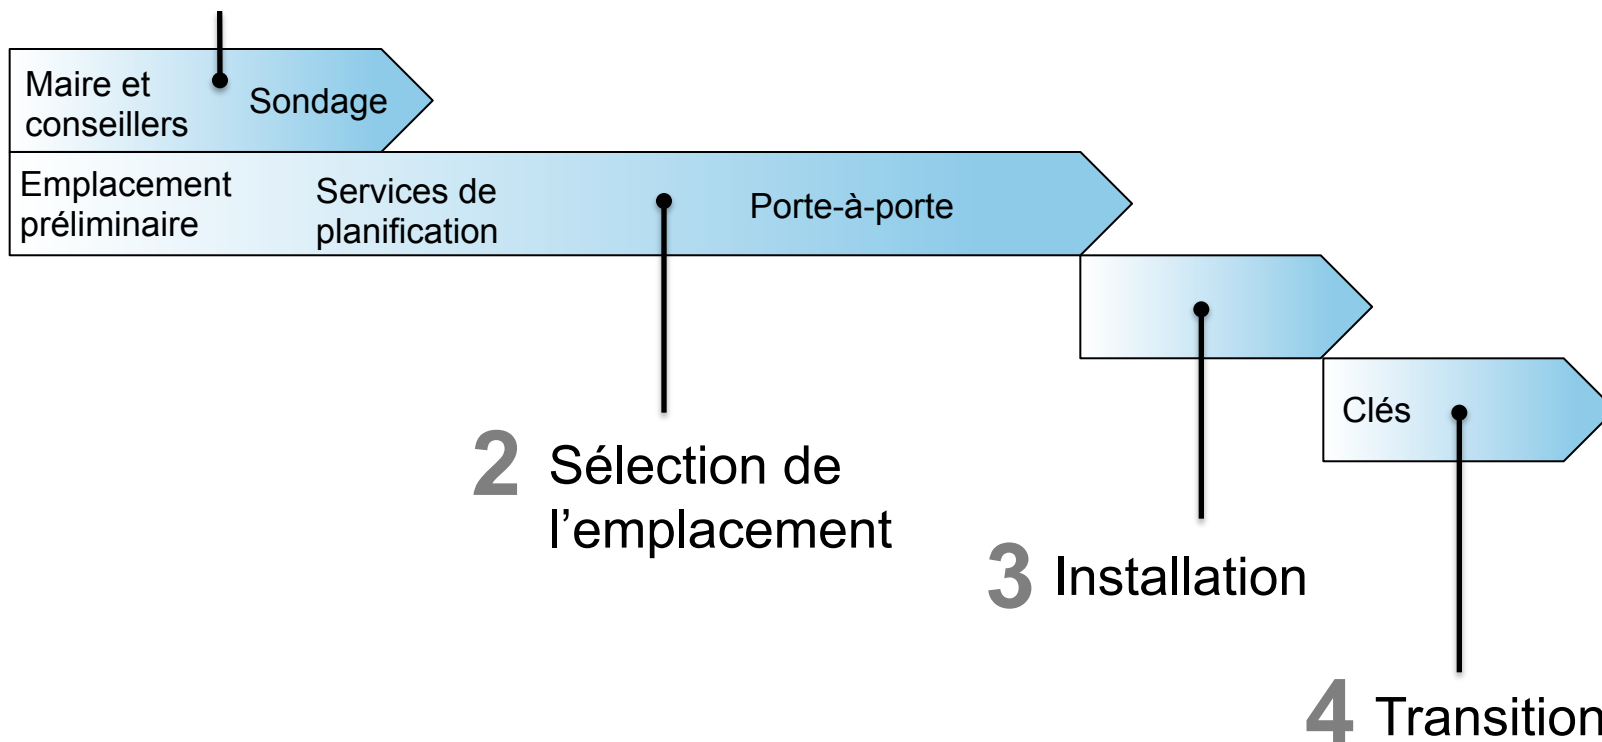 Maire et
conseillers
Sondage
Emplacement
préliminaire
Services de
planification
Porte-à-porte
Clés
2 Sélection de
l’emplacement
3 Installation
4 Transition